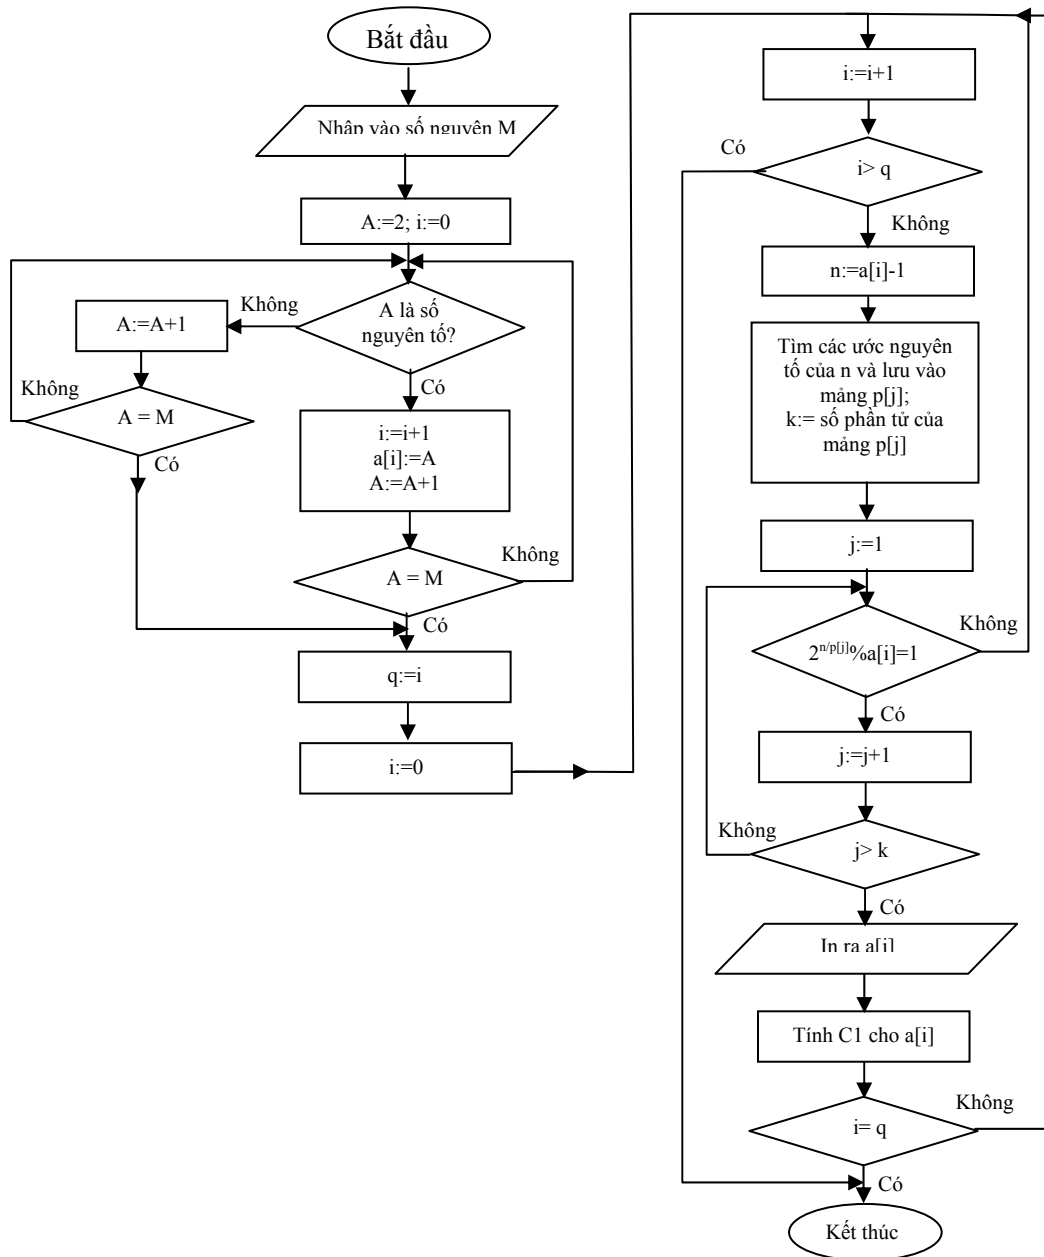 Bắt đầu
Nhập vào số nguyên M
A:=2; i:=0
A là số
nguyên tố?
Không
A:=A+1
Không
A = M
Có
Có
i:=i+1
a[i]:=A
A:=A+1
Không
A = M
Có
q:=i
i:=0
i:=i+1
Có
i> q
Không
n:=a[i]-1
Tìm các ước nguyên
tố của n và lưu vào
mảng p[j];
k:= số phần tử của
mảng p[j]
j:=1
Không
2^{n/p[j]}%a[i]=1
Có
j:=j+1
Không
j> k
Có
In ra a[i]
Tính C1 cho a[i]
Không
i= q
Có
Kết thúc